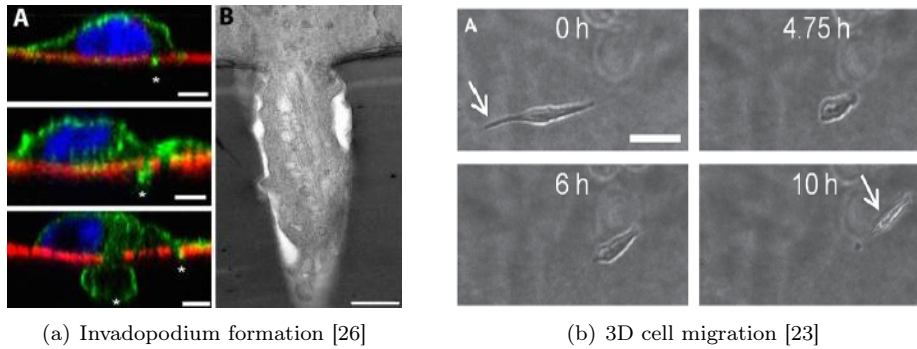 A
B
A
0 h
4.75 h
6 h
10 h
*
*
*
*
(a) Invadopodium formation [26]
(b) 3D cell migration [23]